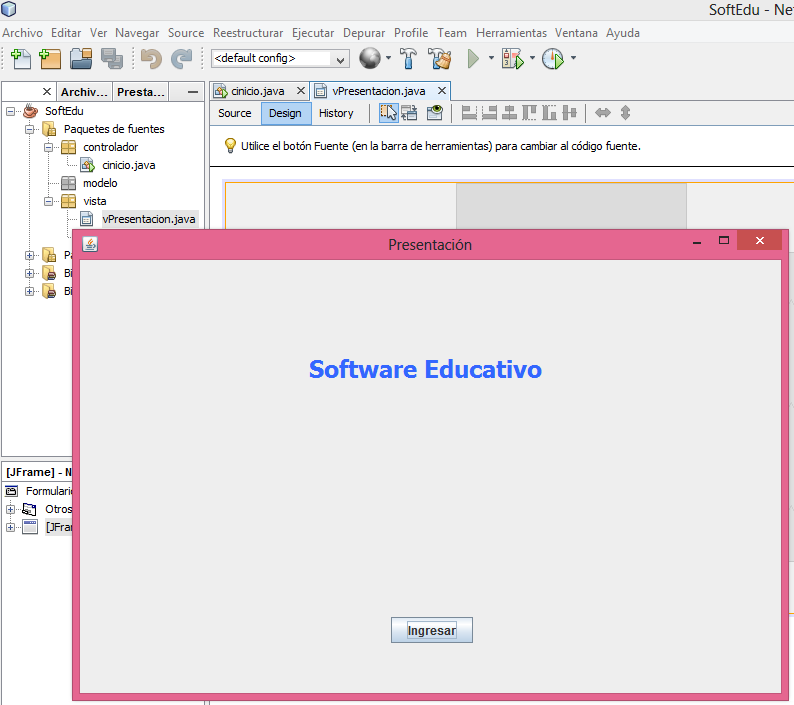 SoftEdu - Net
Archivo Editar Ver Navegar Source Reestructurar Ejecutar Depurar Profile Team Herramientas Ventana Ayuda
<default config>
Archiv... Presta...
cinicio.java vPresentacion.java
SoftEdu
Source Design History
Paquetes de fuentes
controlador
Utilice el botón Fuente (en la barra de herramientas) para cambiar al código fuente.
cinicio.java
modelo
vista
vPresentacion.java
Presentación
P
Bi
Bi
Software Educativo
[JFrame] - N
Formulario
Otros
[JFra
Ingresar